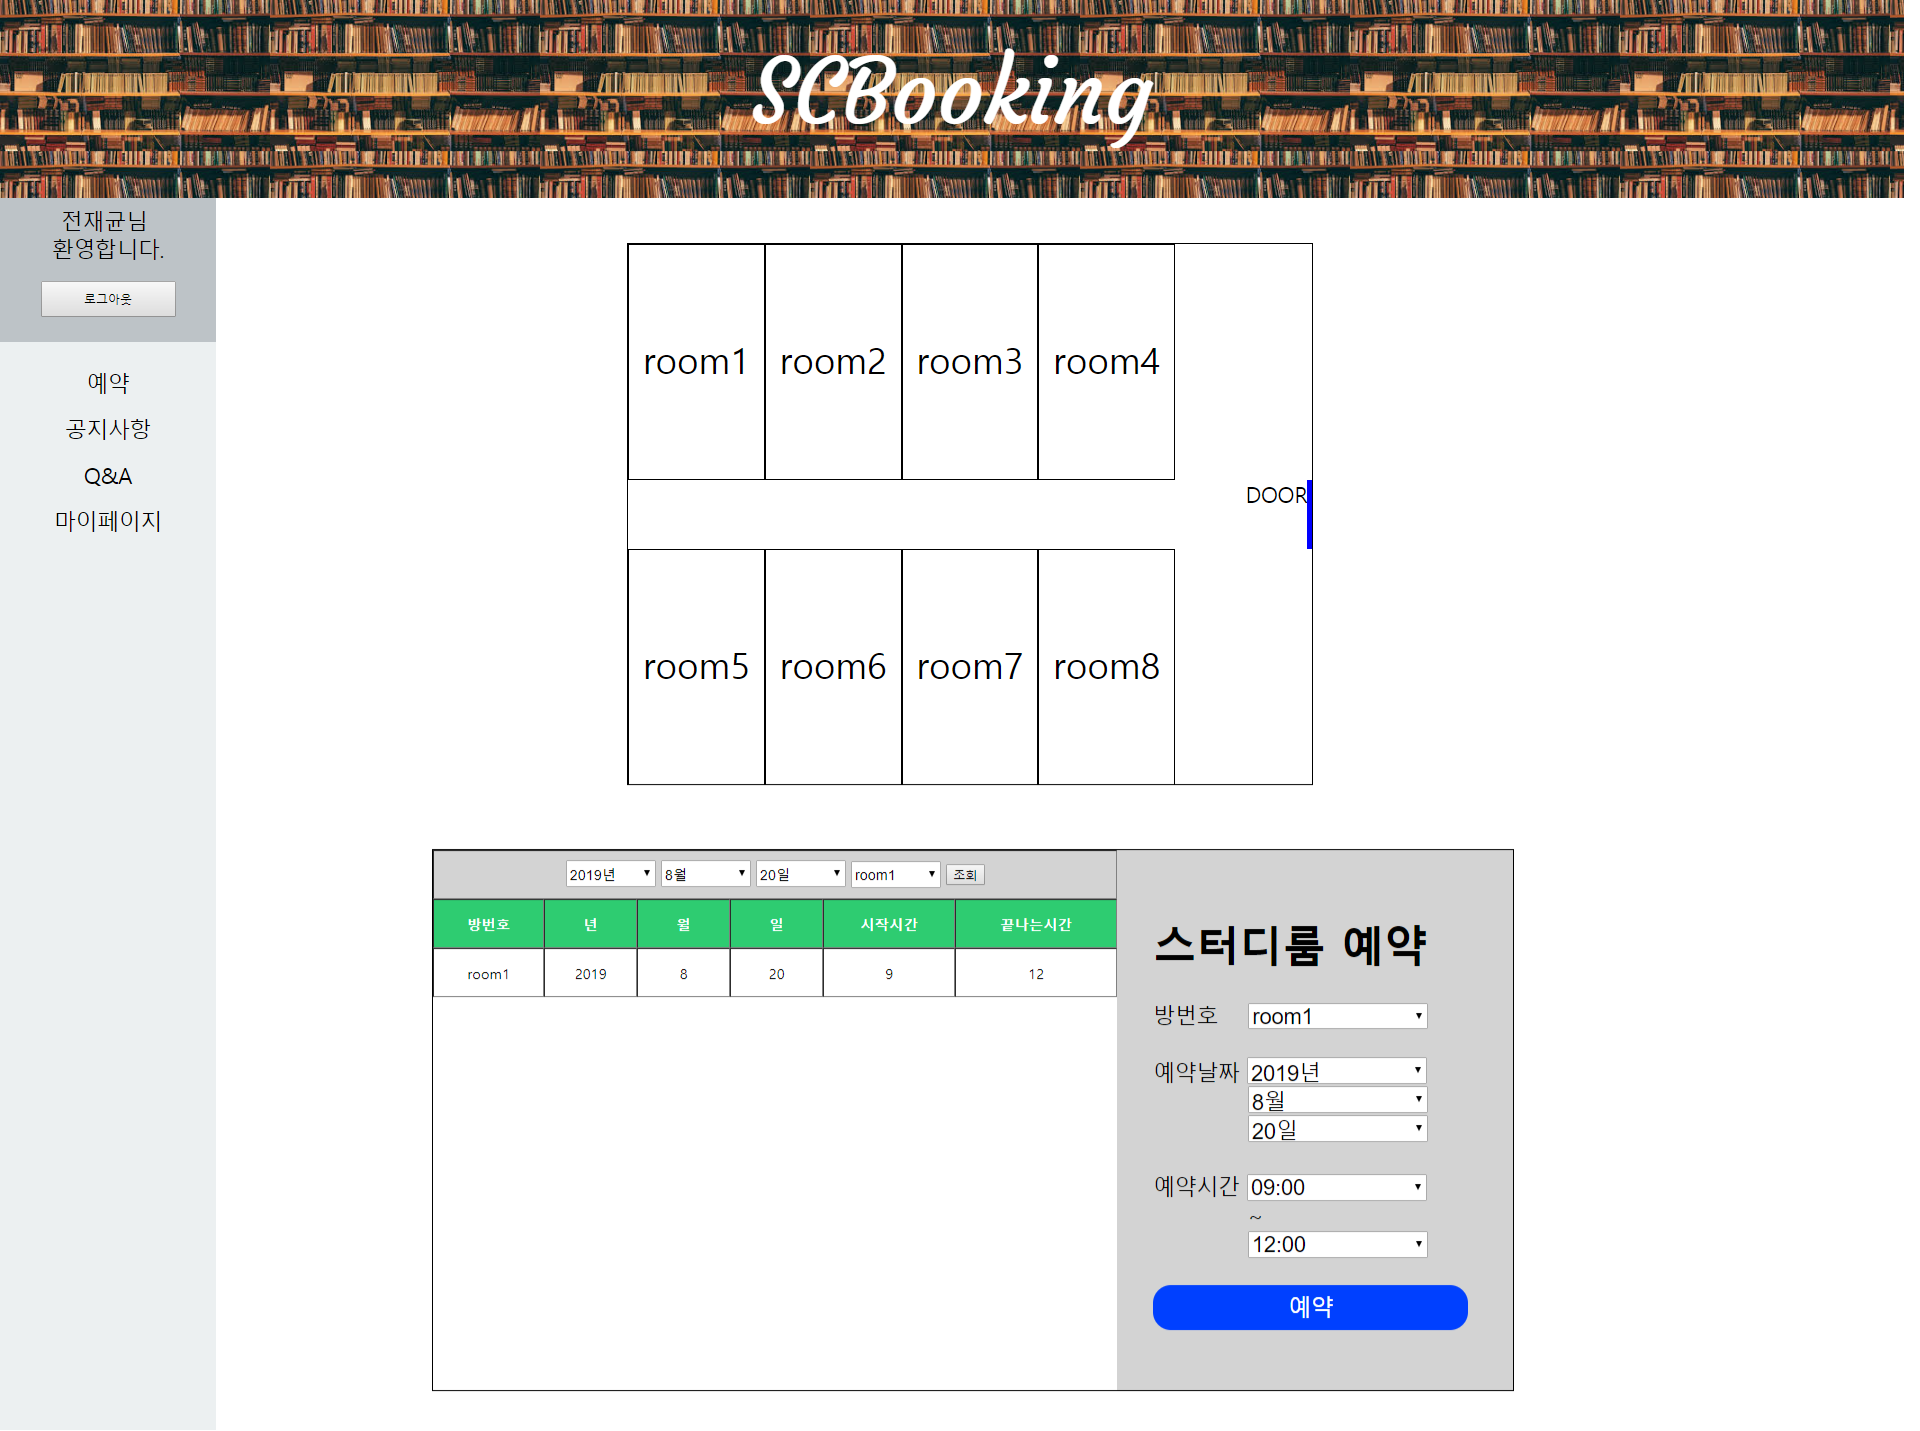 SCBooking
전재균님
환영합니다.
로그아웃
예약
공지사항
Q&A
마이페이지
room1 room2 room3 room4
DOOR
room5 room6 room7 room8
2019년 8월 20일 room1 조회
방번호 년 월 일 시작시간 끝나는시간
room1 2019 8 20 9 12
스터디룸 예약
방번호 room1
예약날짜 2019년
8월
20일
예약시간 09:00
~
12:00
예약